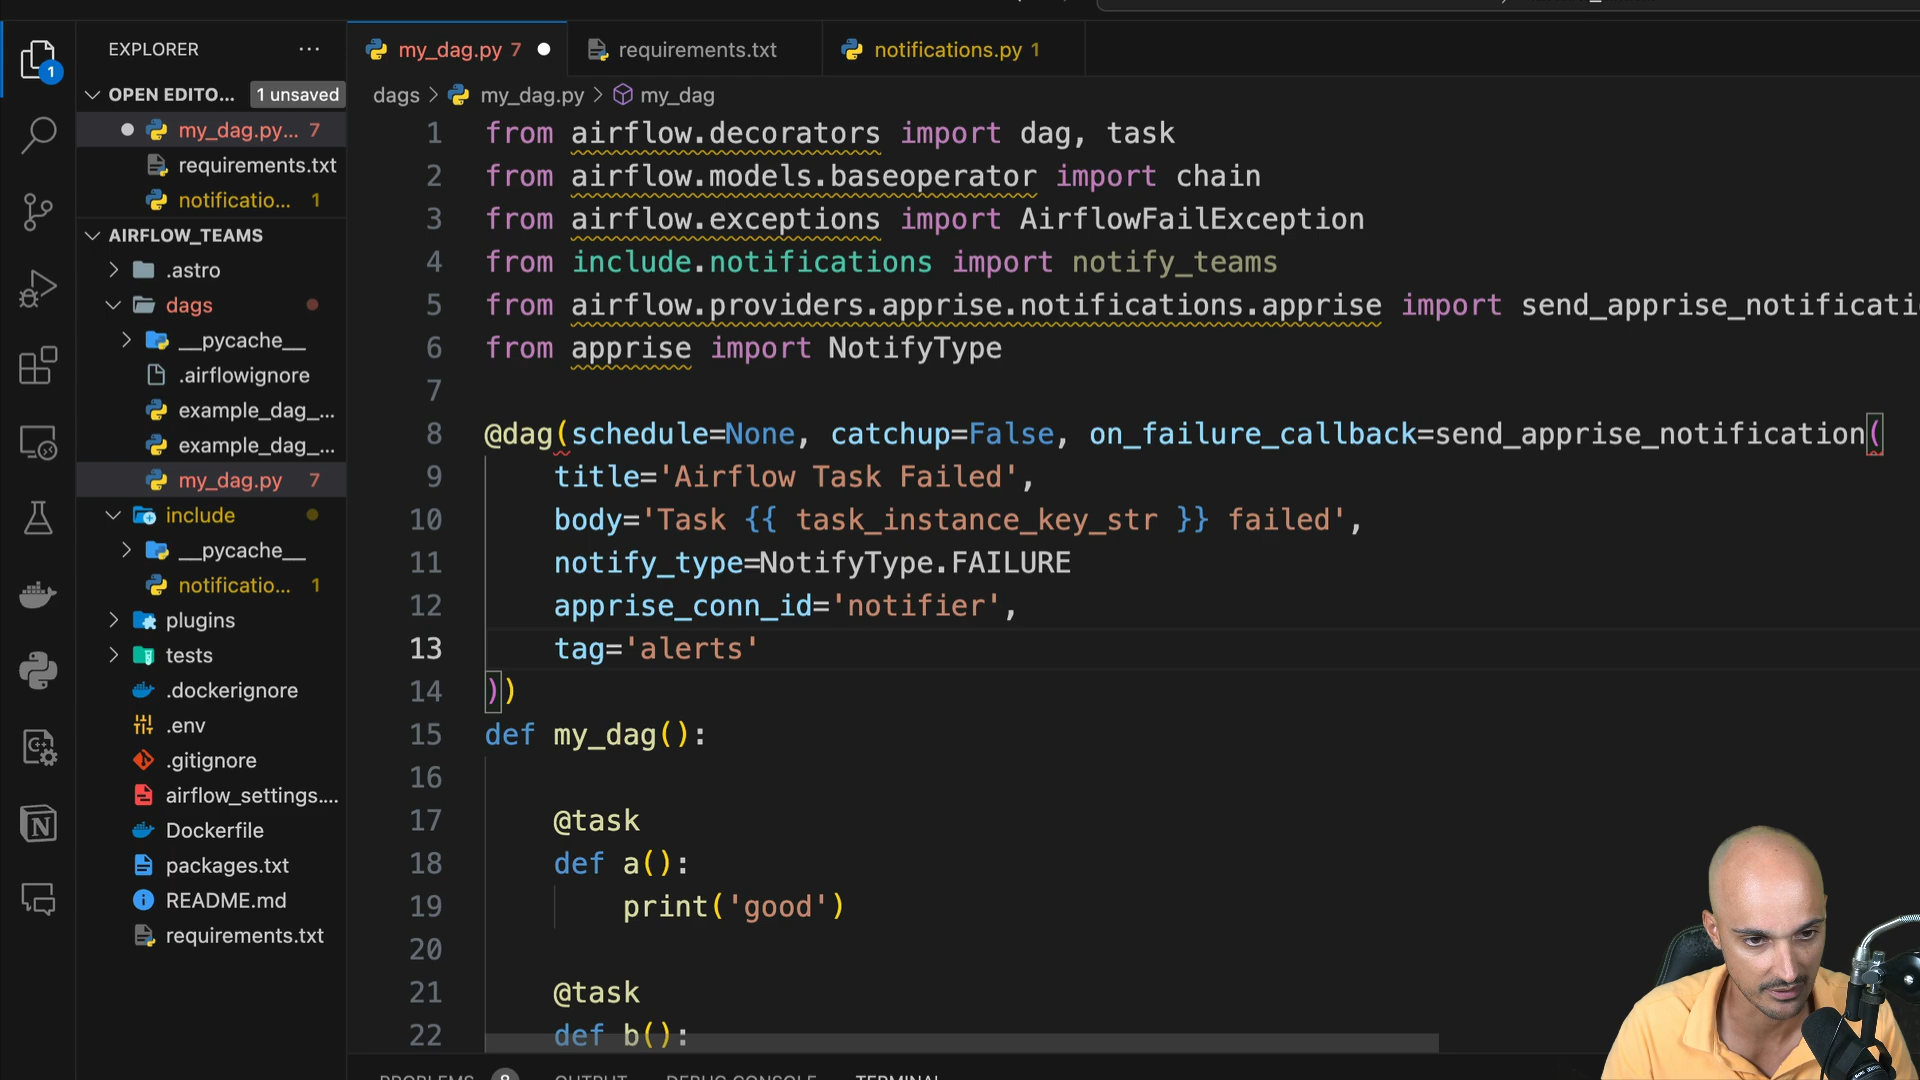 EXPLORER
OPEN EDITO... 1 unsaved
my_dag.py... 7
requirements.txt
notificatio... 1
AIRFLOW_TEAMS
.astro
dags
__pycache__
.airflowignore
example_dag_...
example_dag_...
my_dag.py 7
include
__pycache__
notificatio... 1
plugins
tests
.dockerignore
.env
.gitignore
airflow_settings....
Dockerfile
packages.txt
README.md
requirements.txt
1
my_dag.py 7 requirements.txt notifications.py 1
dags > my_dag.py > my_dag
1 from airflow.decorators import dag, task
2 from airflow.models.baseoperator import chain
3 from airflow.exceptions import AirflowFailException
4 from include.notifications import notify_teams
5 from airflow.providers.apprise.notifications.apprise import send_apprise_notificati
6 from apprise import NotifyType
7
8 @dag(schedule=None, catchup=False, on_failure_callback=send_apprise_notification(
9 title='Airflow Task Failed',
10 body='Task {{ task_instance_key_str }} failed',
11 notify_type=NotifyType.FAILURE
12 apprise_conn_id='notifier',
13 tag='alerts'
14 ))
15 def my_dag():
16
17 @task
18 def a():
19 print('good')
20
21 @task
22 def b():
PROBLEMS 8 OUTPUT DEBUG CONSOLE TERMINAL